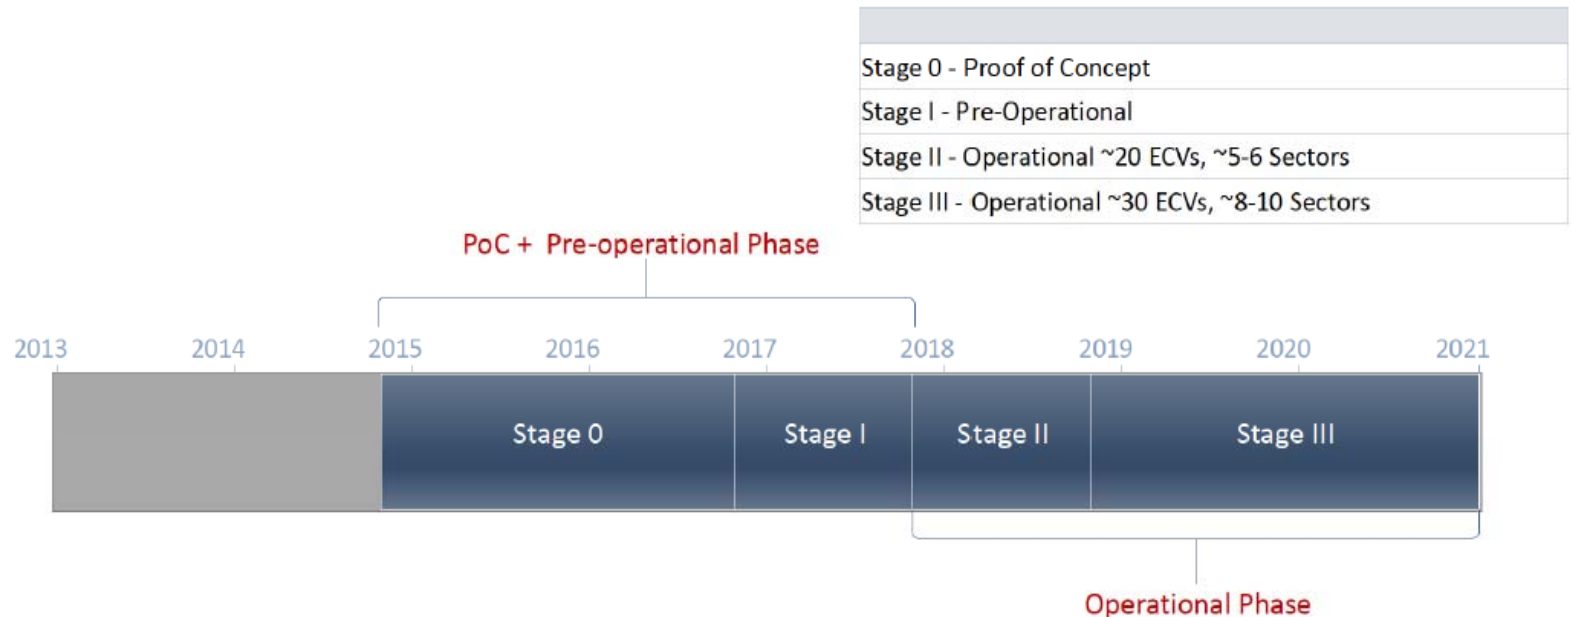 Stage 0 - Proof of Concept
Stage I - Pre-Operational
Stage II - Operational ~20 ECVs, ~5-6 Sectors
Stage III - Operational ~30 ECVs, ~8-10 Sectors
PoC + Pre-operational Phase
2013 2014 2015 2016 2017 2018 2019 2020 2021
Stage 0 Stage I Stage II Stage III
Operational Phase